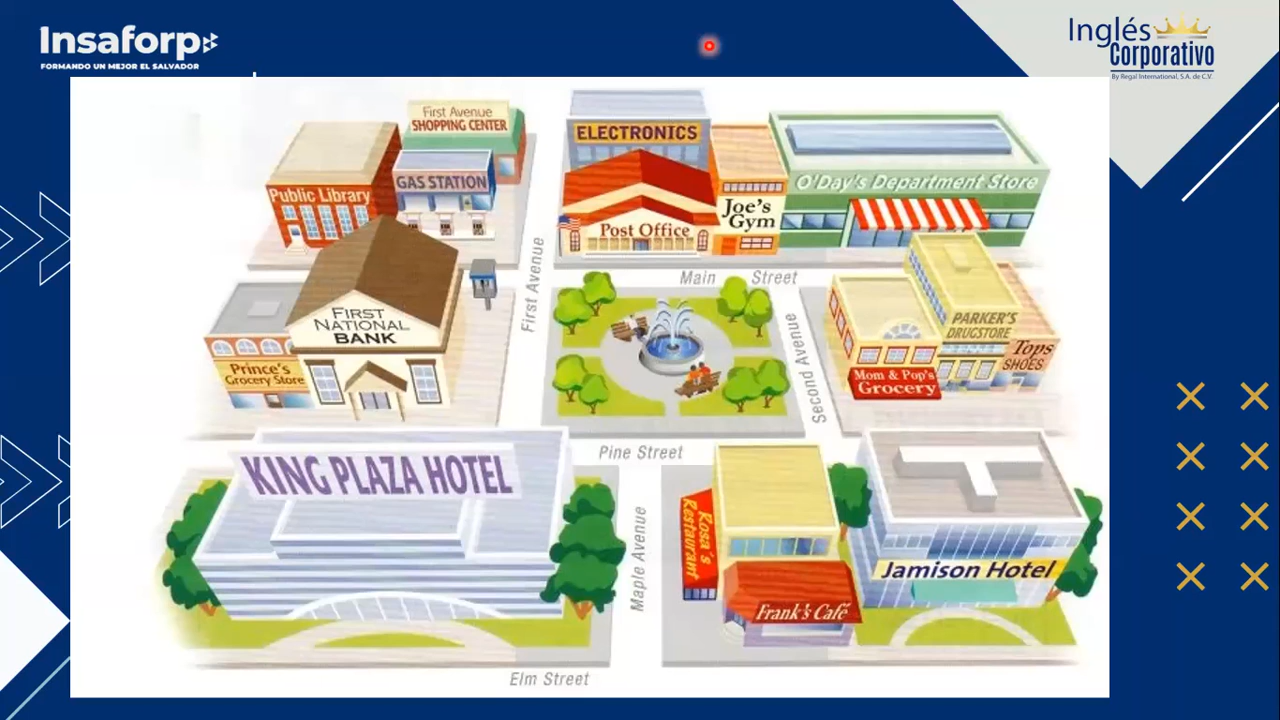 Insaforp
FORMANDO UN MEJOR EL SALVADOR
Inglés
Corporativo
By Regal International, S.A. de C.V.
First Avenue
SHOPPING CENTER
Public Library
GAS STATION
ELECTRONICS
Post Office
Joe's
Gym
O'Day's Department Store
Main Street
First Avenue
Second Avenue
FIRST
NATIONAL
BANK
Prince's
Grocery Store
PARKER'S
DRUGSTORE
Tops
SHOES
Mom & Pop's
Grocery
Pine Street
KING PLAZA HOTEL
Maple Avenue
Rosa's
Restaurant
Frank's Café
Jamison Hotel
Elm Street